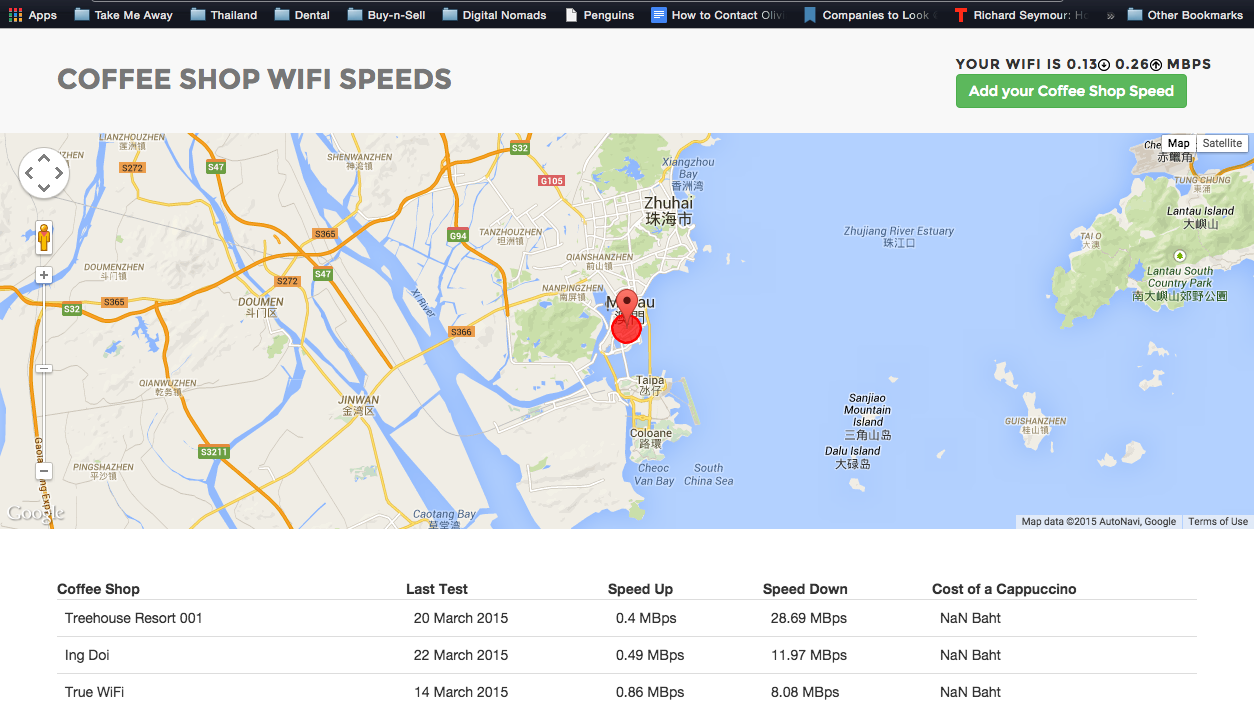 Apps Take Me Away Thailand Dental Buy-n-Sell Digital Nomads Penguins How to Contact Olivi Companies to Look Richard Seymour: Ho » Other Bookmarks
COFFEE SHOP WIFI SPEEDS
YOUR WIFI IS 0.13 0.26 MBPS
Add your Coffee Shop Speed
Map Satellite
LIANZHOUZHEN
莲洲镇
ZHEN
S272
S47
SHENWANZHEN
神湾镇
S32
G105
Xiangzhou
Bay
香洲湾
Zhuhai
珠海市
赤鱲角
TUNG CHUNG
東涌
Lantau Island
大嶼山
TAI O
大澳
Lantau South
Country Park
南大嶼山郊野公園
S365
G94
TANZHOUZHEN
坦洲镇
Zhujiang River Estuary
珠江口
DOUMENZHEN
斗门镇
S272
S47
QIANSHANZHEN
前山镇
NANPINGZHEN
南屏镇
S32
S365
DOUMEN
斗门区
Xi River
S366
QIANWUZHEN
乾务镇
JINWAN
金湾区
Taipa
氹仔
Coloane
路環
Sanjiao
Mountain
Island
三角山岛
Dalu Island
大碌岛
GUISHANZHEN
桂山镇
S3211
PINGSHAZHEN
平沙镇
Cheoc
Van Bay
South
China Sea
Caotang Bay
草堂湾
Google
Map data ©2015 AutoNavi, Google Terms of Use
Coffee Shop Last Test Speed Up Speed Down Cost of a Cappuccino
Treehouse Resort 001 20 March 2015 0.4 MBps 28.69 MBps NaN Baht
Ing Doi 22 March 2015 0.49 MBps 11.97 MBps NaN Baht
True WiFi 14 March 2015 0.86 MBps 8.08 MBps NaN Baht